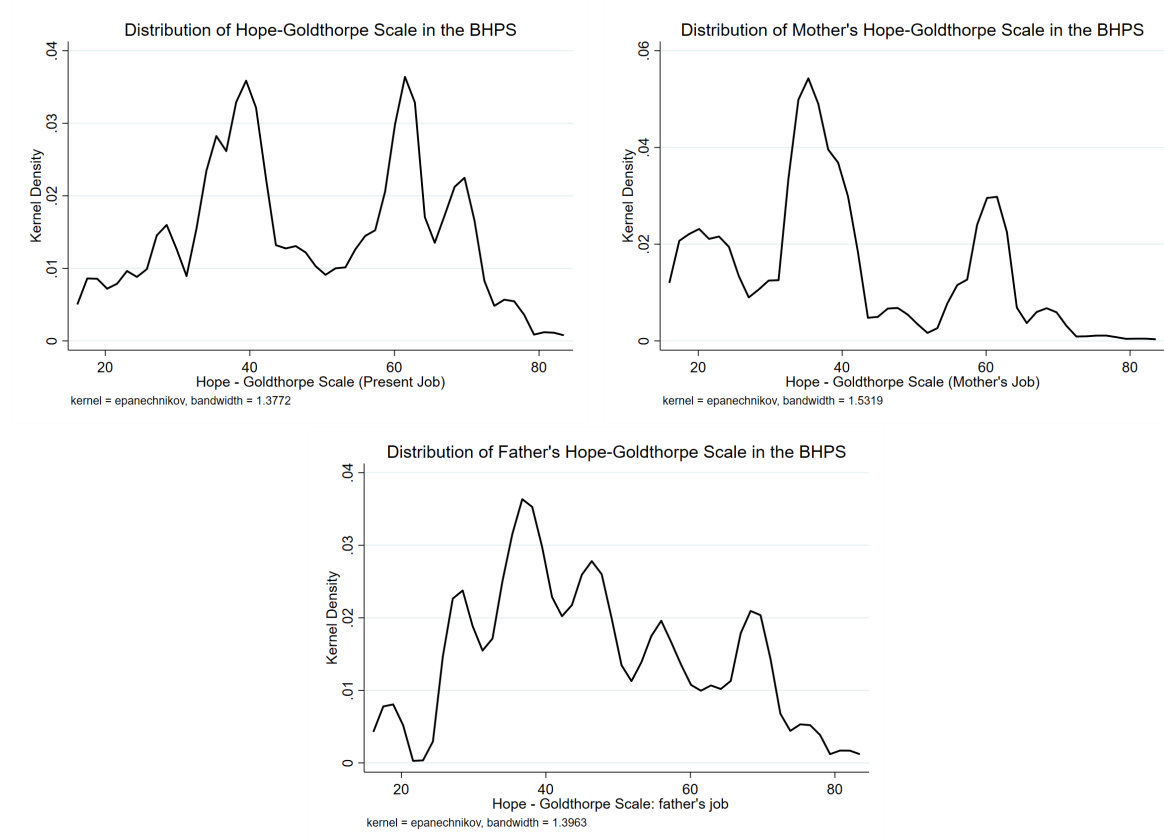 Distribution of Hope-Goldthorpe Scale in the BHPS
.04
.03
.02
.01
0
Kernel Density
20 40 60 80
Hope - Goldthorpe Scale (Present Job)
kernel = epanechnikov, bandwidth = 1.3772
Distribution of Mother's Hope-Goldthorpe Scale in the BHPS
.06
.04
.02
0
Kernel Density
20 40 60 80
Hope - Goldthorpe Scale (Mother's Job)
kernel = epanechnikov, bandwidth = 1.5319
Distribution of Father's Hope-Goldthorpe Scale in the BHPS
.04
.03
.02
.01
0
Kernel Density
20 40 60 80
Hope - Goldthorpe Scale: father's job
kernel = epanechnikov, bandwidth = 1.3963